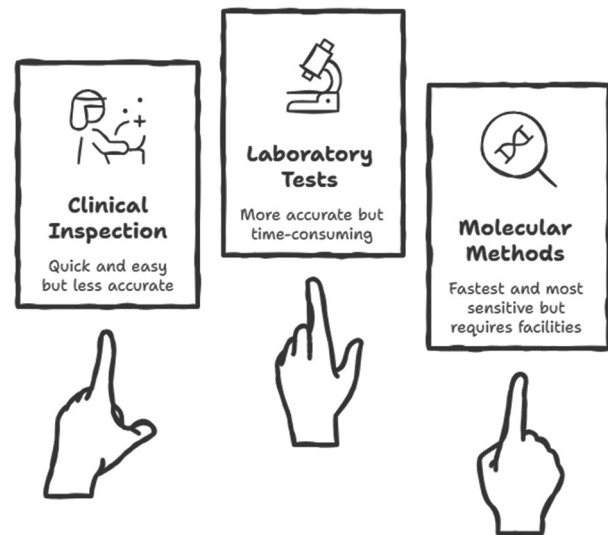 Clinical
Inspection
Quick and easy
but less accurate
Laboratory
Tests
More accurate but
time-consuming
Molecular
Methods
Fastest and most
sensitive but
requires facilities